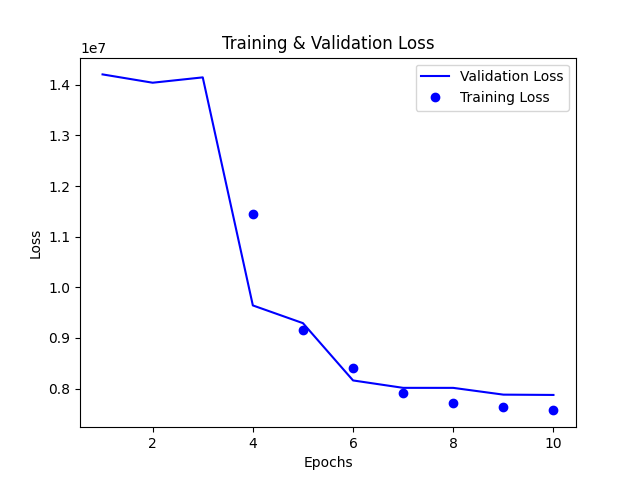 Training & Validation Loss
1e7
1.4
1.3
1.2
1.1
1.0
0.9
0.8
Loss
Validation Loss
Training Loss
2 4 6 8 10
Epochs